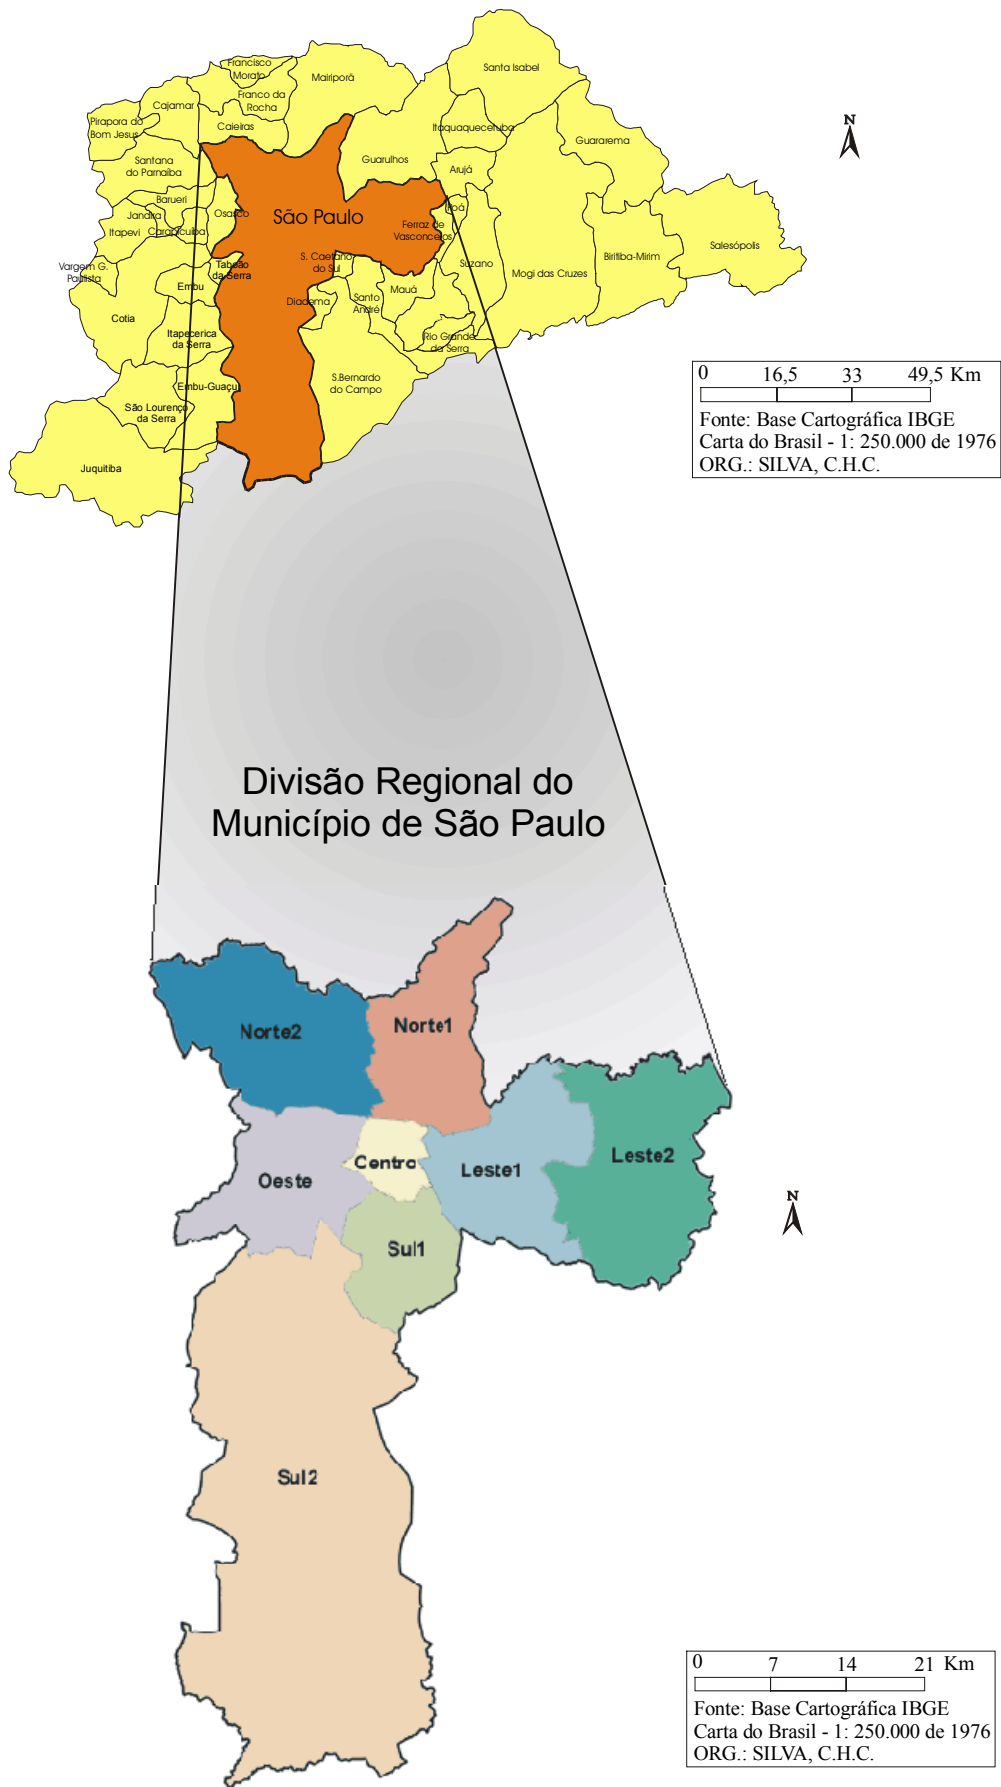 Francisco
Morato
Mairiporã
Santa Isabel
Cajamar
Franco da
Rocha
Pirapora do
Bom Jesus
Caieiras
Itaquaquecetuba
Guararema
Santana
do Parnaíba
Guarulhos
Arujá
Barueri
Jandira
Osasco
São Paulo
Poá
Itapevi
Carapicuiba
Ferraz de
Vasconcelos
Salesópolis
Vargem G.
Paulista
Taboão
da Serra
S. Caetano
do Sul
Suzano
Mogi das Cruzes
Biritiba-Mirim
Embu
Mauá
Diadema
Santo
André
Cotia
Itapecerica
da Serra
Rio Grande
da Serra
Embu-Guaçu
S.Bernardo
do Campo
São Lourenço
da Serra
Juquitiba
N
0 16,5 33 49,5 Km
Fonte: Base Cartográfica IBGE
Carta do Brasil - 1: 250.000 de 1976
ORG.: SILVA, C.H.C.
Divisão Regional do
Município de São Paulo
Norte2
Norte1
Leste2
Centro
Leste1
Oeste
Sul1
Sul2
N
0 7 14 21 Km
Fonte: Base Cartográfica IBGE
Carta do Brasil - 1: 250.000 de 1976
ORG.: SILVA, C.H.C.